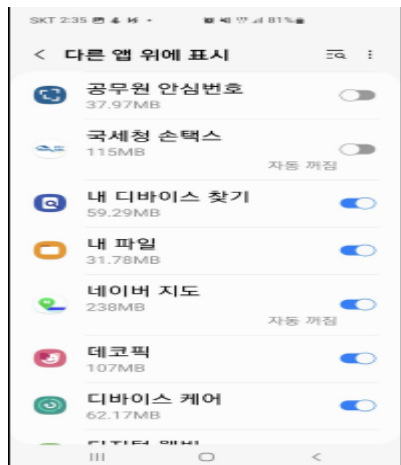 SKT 2:35
81%
다른 앱 위에 표시
공무원 안심번호
37.97MB
국세청 손택스
115MB
자동 꺼짐
내 디바이스 찾기
59.29MB
내 파일
31.78MB
네이버 지도
238MB
자동 꺼짐
데코픽
107MB
디바이스 케어
62.17MB